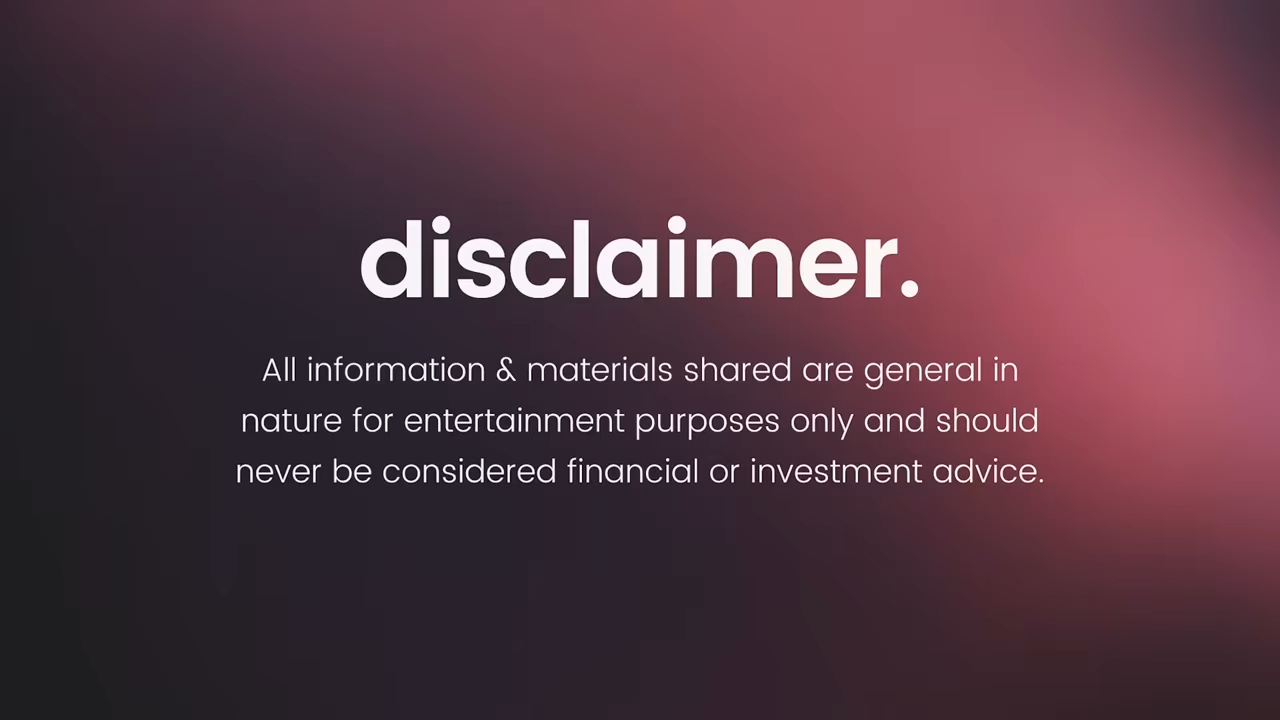 disclaimer.
All information & materials shared are general in
nature for entertainment purposes only and should
never be considered financial or investment advice.